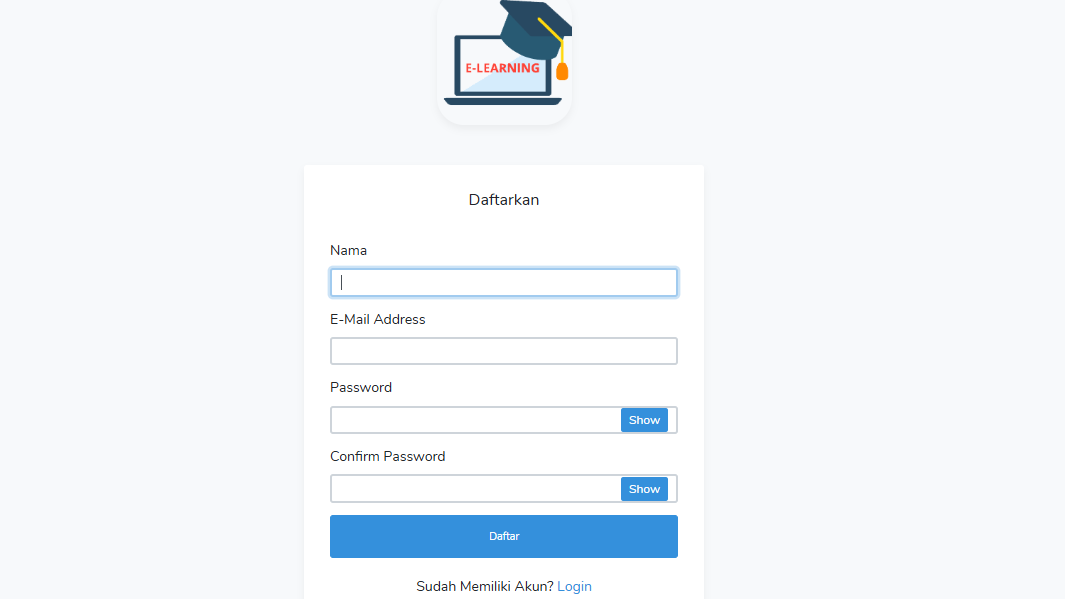 E-LEARNING
Daftarkan
Nama
E-Mail Address
Password
Show
Confirm Password
Show
Daftar
Sudah Memiliki Akun? Login